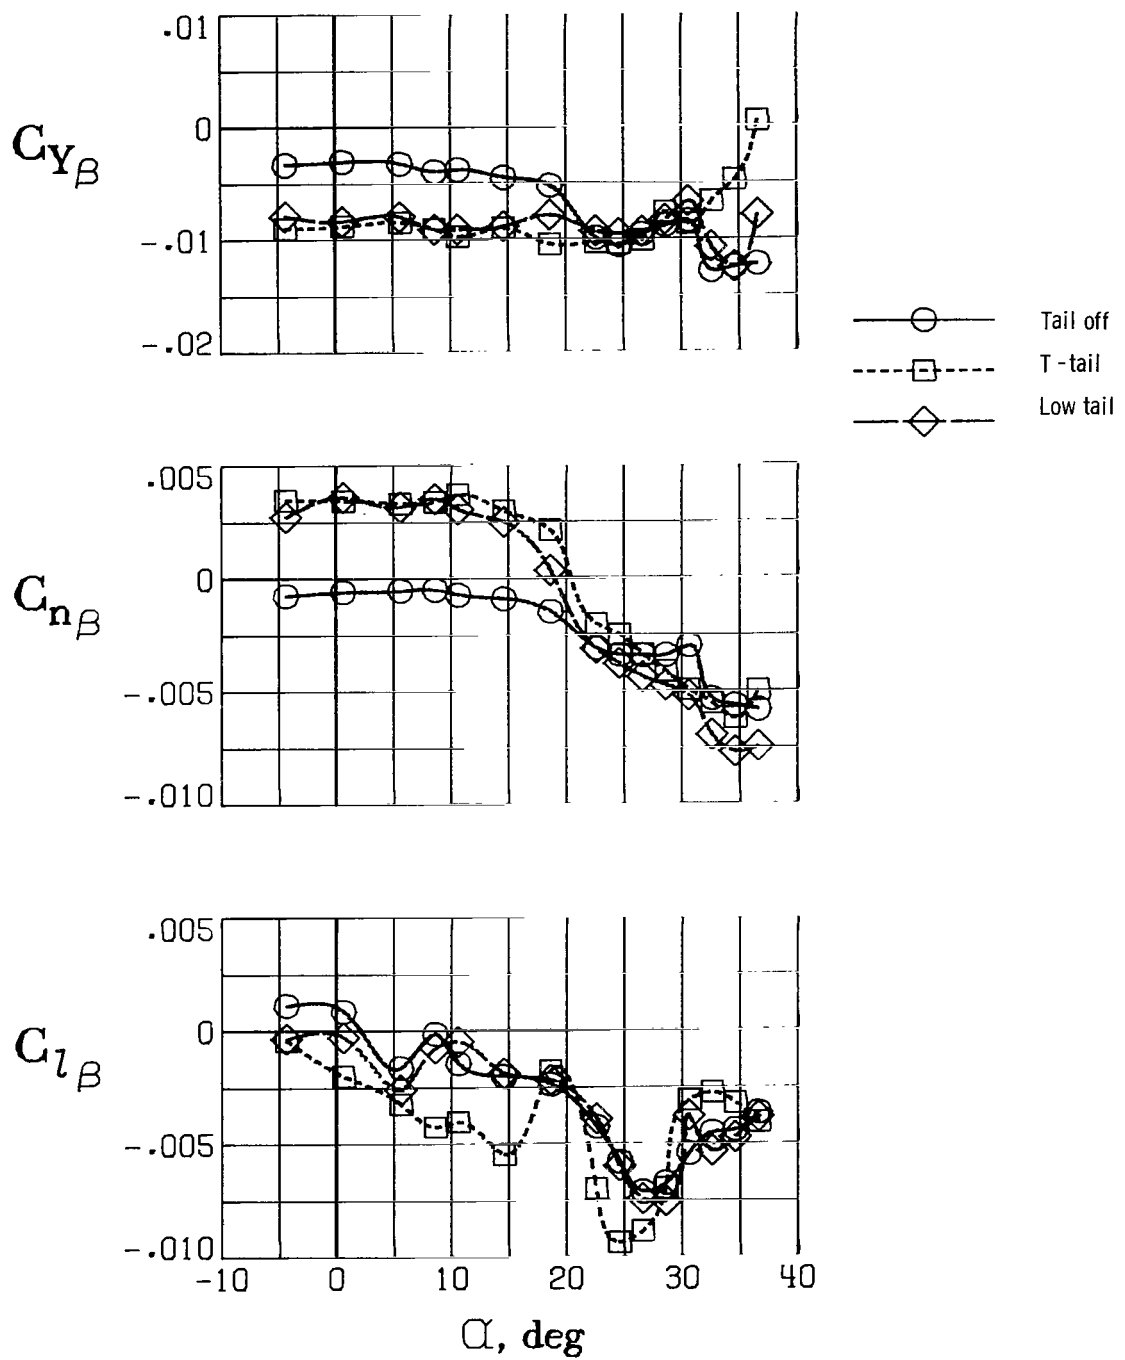 .01
0
-.01
-.02
C_Yβ
Tail off
T-tail
Low tail
.005
0
-.005
-.010
C_nβ
.005
0
-.005
-.010
C_lβ
-10 0 10 20 30 40
α, deg